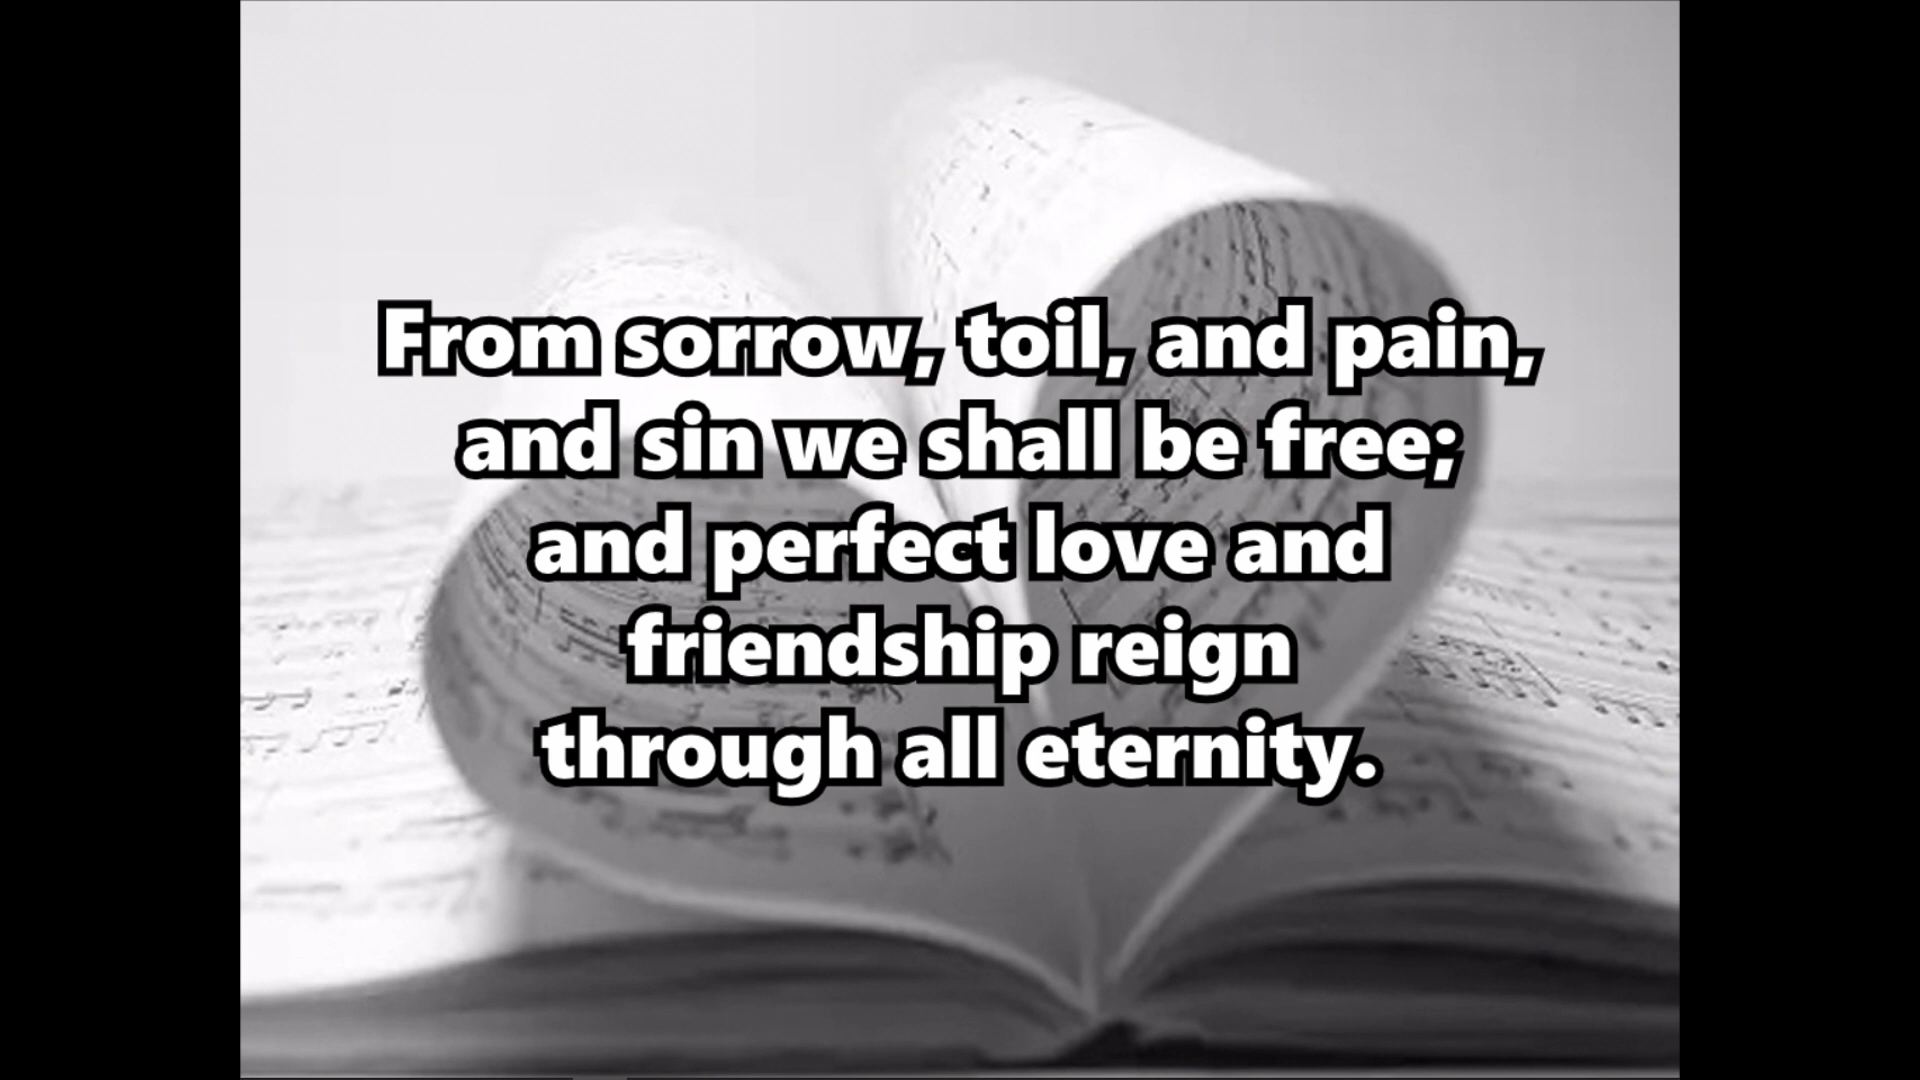 From sorrow, toil, and pain,
and sin we shall be free;
and perfect love and
friendship reign
through all eternity.